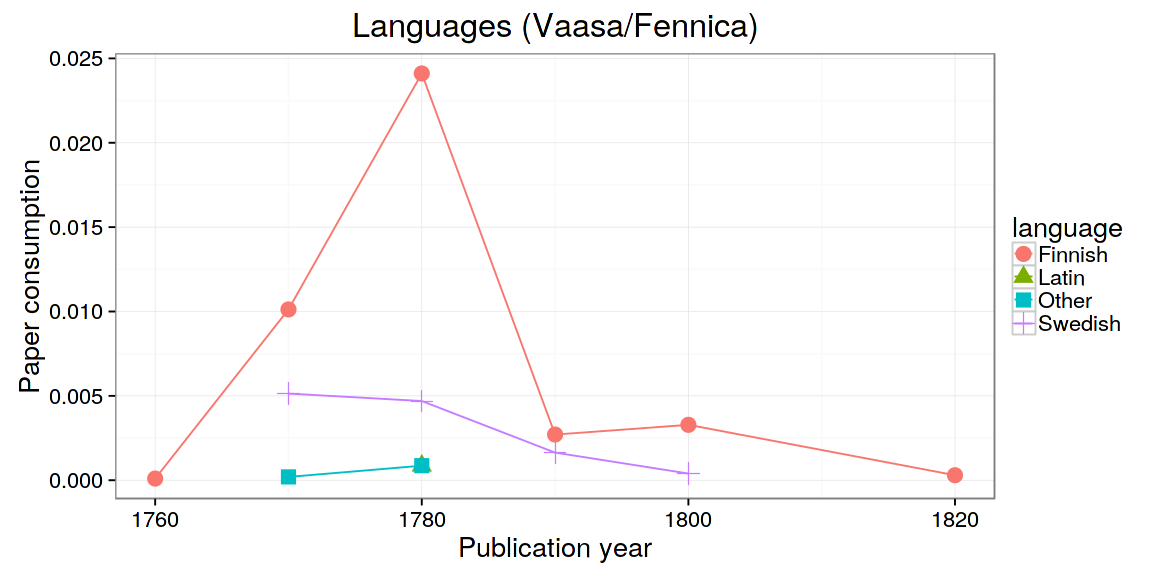 Languages (Vaasa/Fennica)
Paper consumption
0.025
0.020
0.015
0.010
0.005
0.000
1760 1780 1800 1820
Publication year
language
Finnish
Latin
Other
Swedish